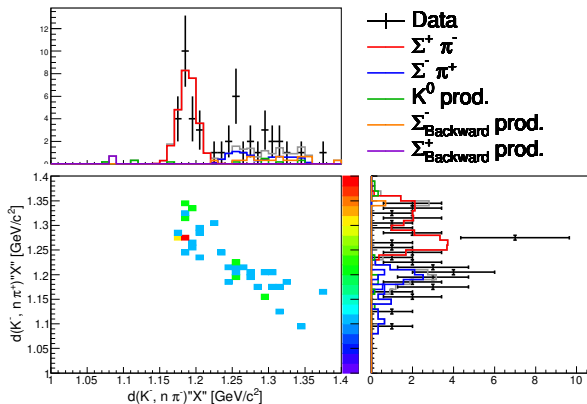 12
10
8
6
4
2
0
Data
Σ⁺ π⁻
Σ⁻ π⁺
K⁰ prod.
Σ⁻Backward prod.
Σ⁺Backward prod.
1.4
1.35
1.3
1.25
1.2
1.15
1.1
1.05
1
d(K⁻, n π⁺)"X" [GeV/c²]
1 1.05 1.1 1.15 1.2 1.25 1.3 1.35 1.4
d(K⁻, n π⁻)"X" [GeV/c²]
0 2 4 6 8 10